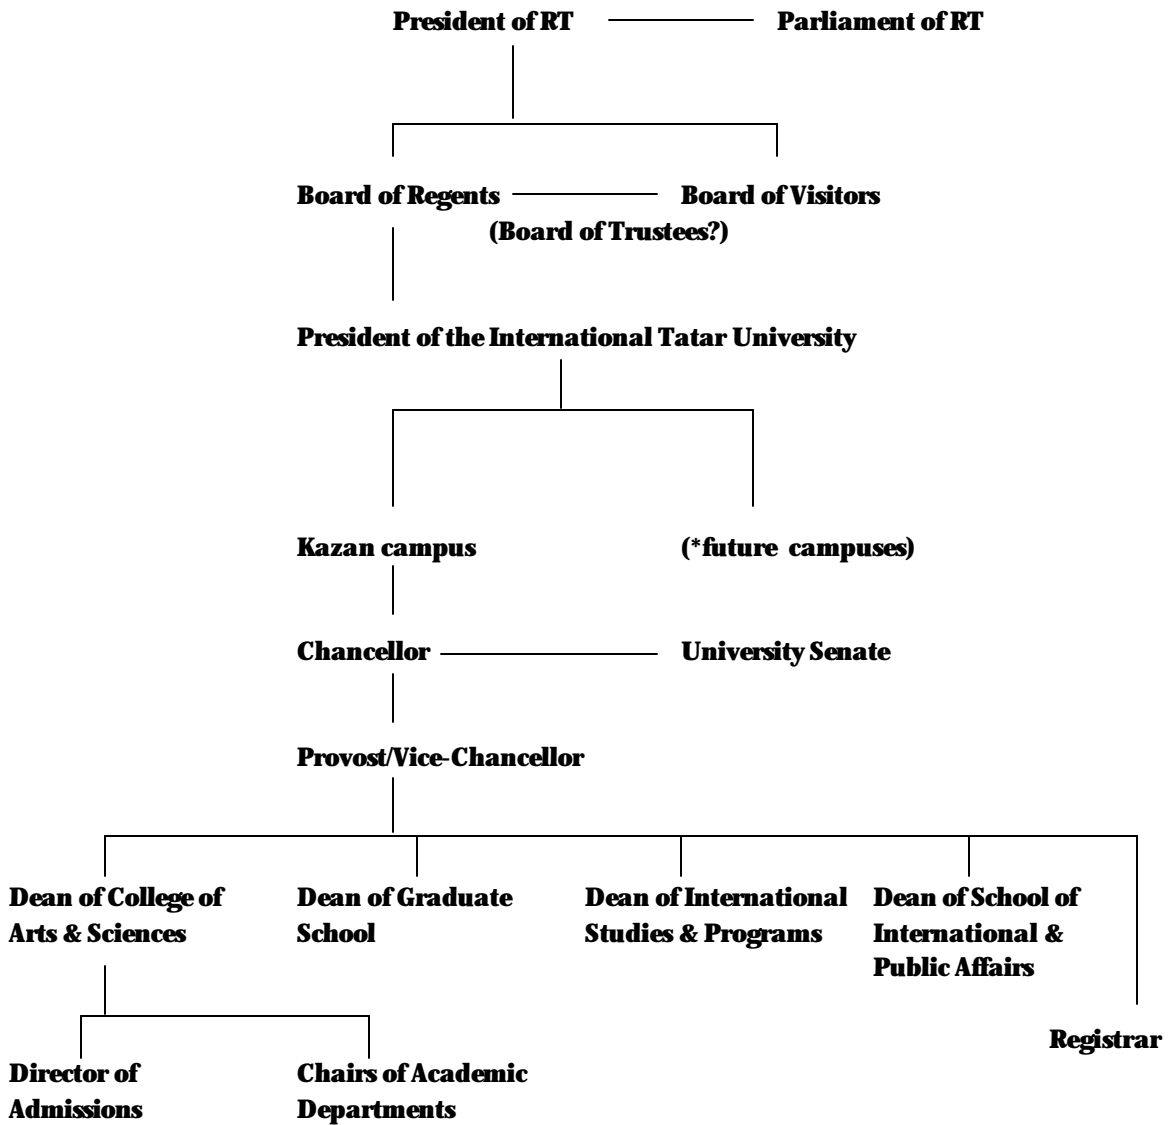 President of RT
Parliament of RT
Board of Regents
Board of Visitors
(Board of Trustees?)
President of the International Tatar University
Kazan campus
(*future campuses)
Chancellor
University Senate
Provost/Vice-Chancellor
Dean of College of
Arts & Sciences
Dean of Graduate
School
Dean of International
Studies & Programs
Dean of School of
International &
Public Affairs
Registrar
Director of
Admissions
Chairs of Academic
Departments